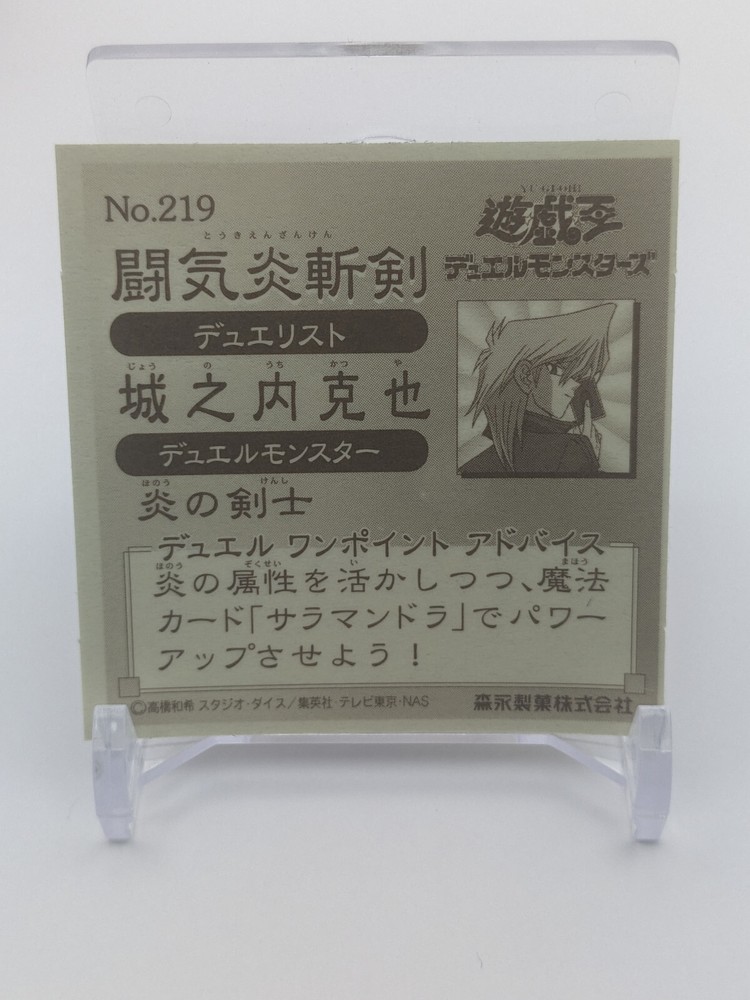 No.219
YU-GI-OH!
遊戯王
デュエルモンスターズ
とうきえんざんけん
闘気炎斬剣
デュエリスト
じょう の うち かつ や
城之内克也
デュエルモンスター
ほのう けんし
炎の剣士
デュエル ワンポイント アドバイス
ほのう ぞくせい い まほう
炎の属性を活かしつつ、魔法
カード「サラマンドラ」でパワー
アップさせよう！
©高橋和希 スタジオ・ダイス／集英社・テレビ東京・NAS
森永製菓株式会社